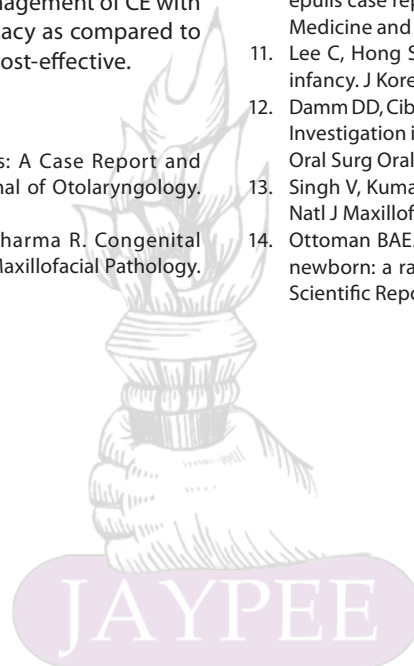 nagement of CE with
acy as compared to
ost-effective.
s: A Case Report and
nal of Otolaryngology.
harma R. Congenital
axillofacial Pathology.
epulis case rep
Medicine and
11. Lee C, Hong S
infancy. J Kore
12. Damm DD, Cib
Investigation i
Oral Surg Oral
13. Singh V, Kuma
Natl J Maxillof
14. Ottoman BAE.
newborn: a ra
Scientific Repo
JAYPEE